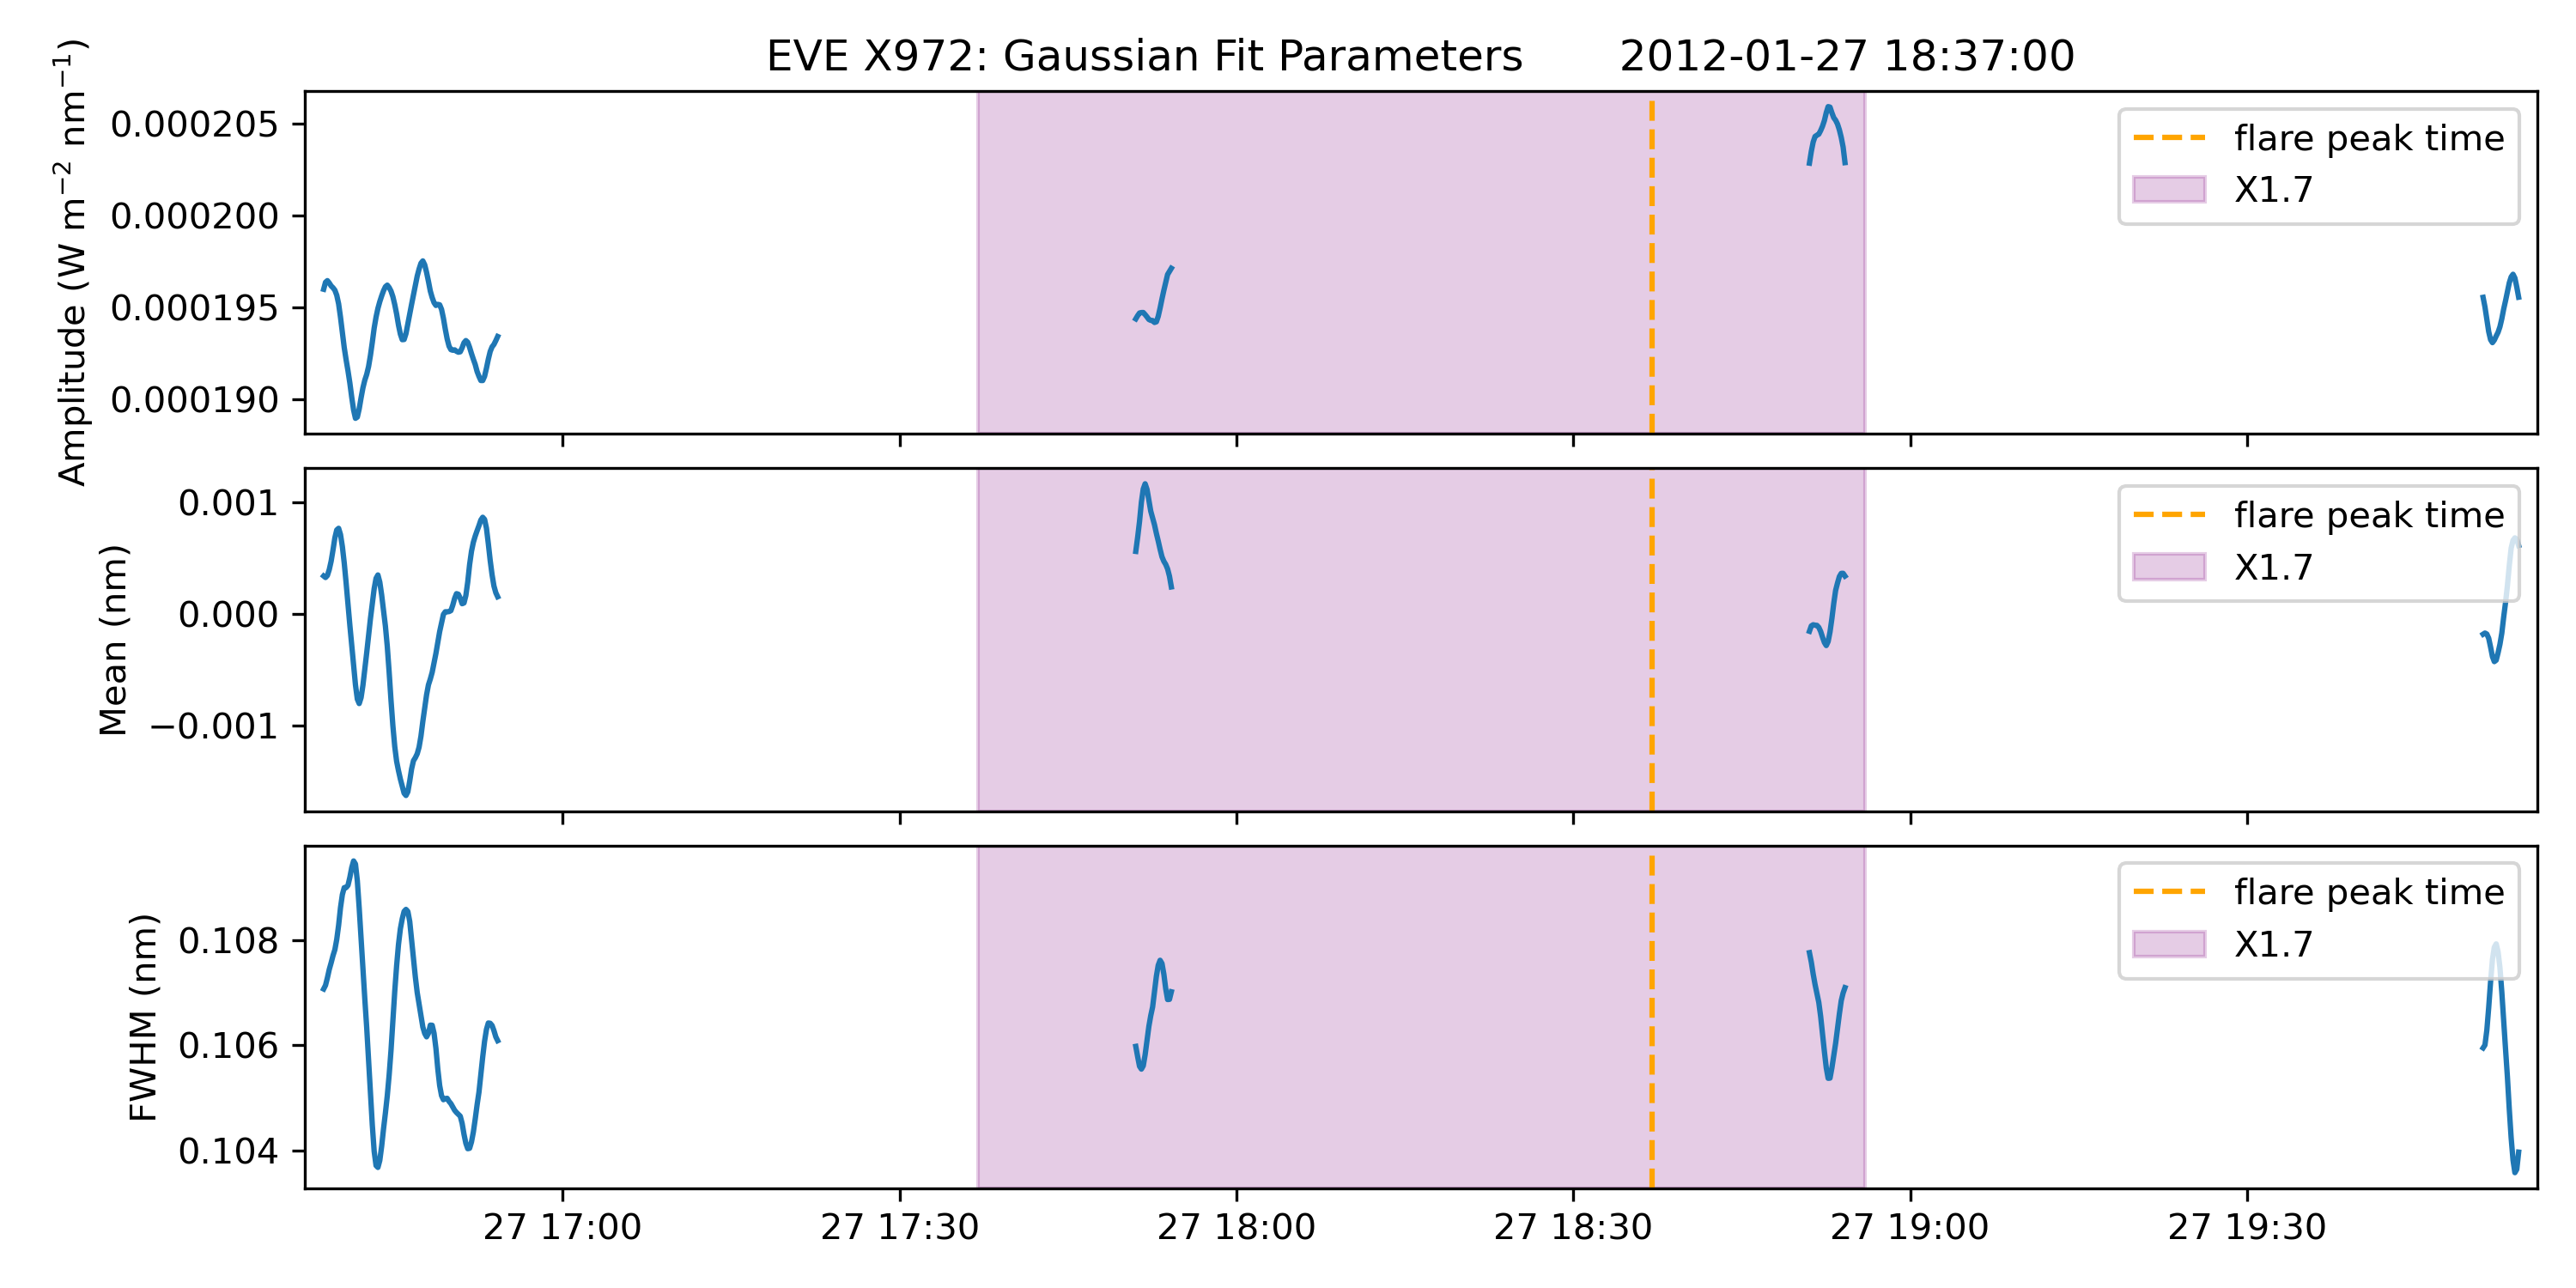 EVE X972: Gaussian Fit Parameters 2012-01-27 18:37:00
Amplitude (W m⁻² nm⁻¹)
0.000205
0.000200
0.000195
0.000190
flare peak time
X1.7
Mean (nm)
0.001
0.000
−0.001
flare peak time
X1.7
FWHM (nm)
0.108
0.106
0.104
flare peak time
X1.7
27 17:00 27 17:30 27 18:00 27 18:30 27 19:00 27 19:30